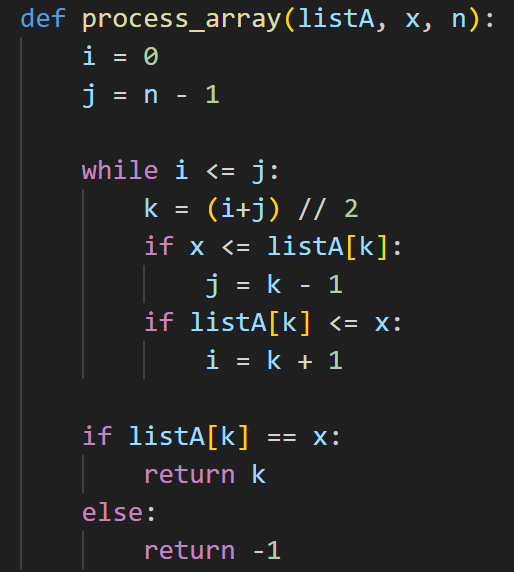 def process_array(listA, x, n):
    i = 0
    j = n - 1

    while i <= j:
        k = (i+j) // 2
        if x <= listA[k]:
            j = k - 1
        if listA[k] <= x:
            i = k + 1

    if listA[k] == x:
        return k
    else:
        return -1